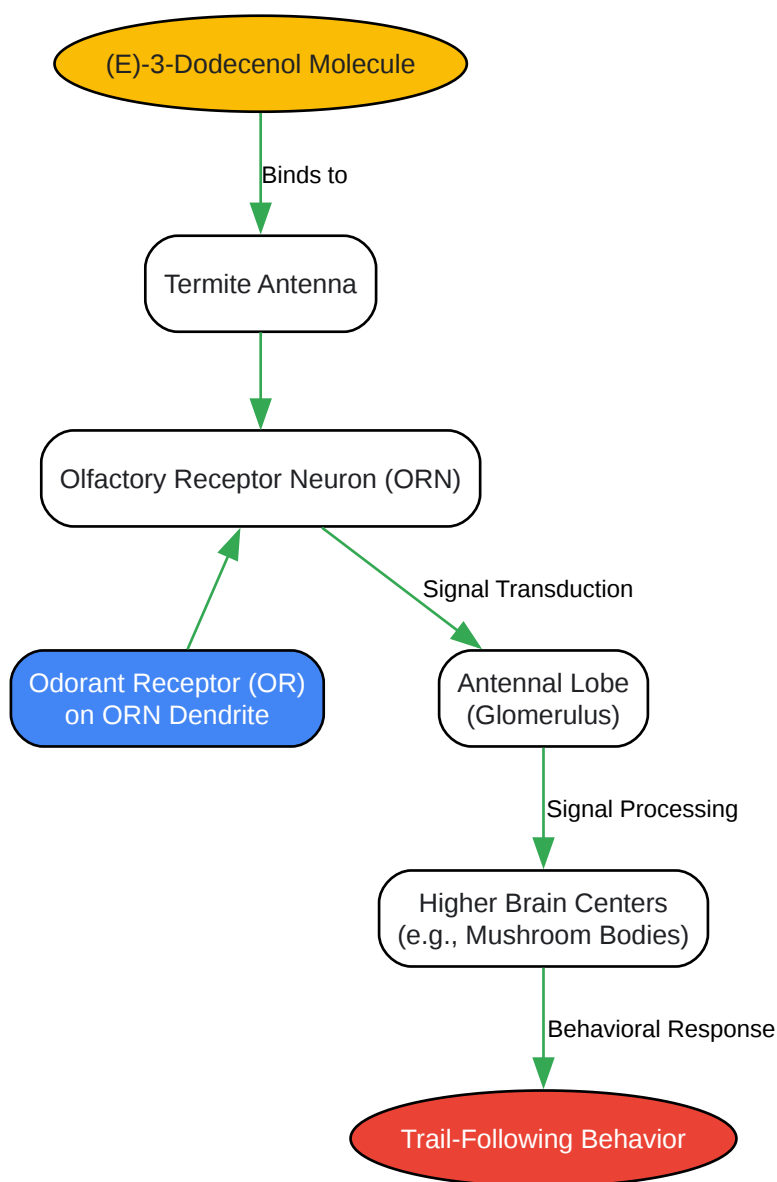 (E)-3-Dodecenol Molecule
Binds to
Termite Antenna
Olfactory Receptor Neuron (ORN)
Signal Transduction
Odorant Receptor (OR)
on ORN Dendrite
Antennal Lobe
(Glomerulus)
Signal Processing
Higher Brain Centers
(e.g., Mushroom Bodies)
Behavioral Response
Trail-Following Behavior